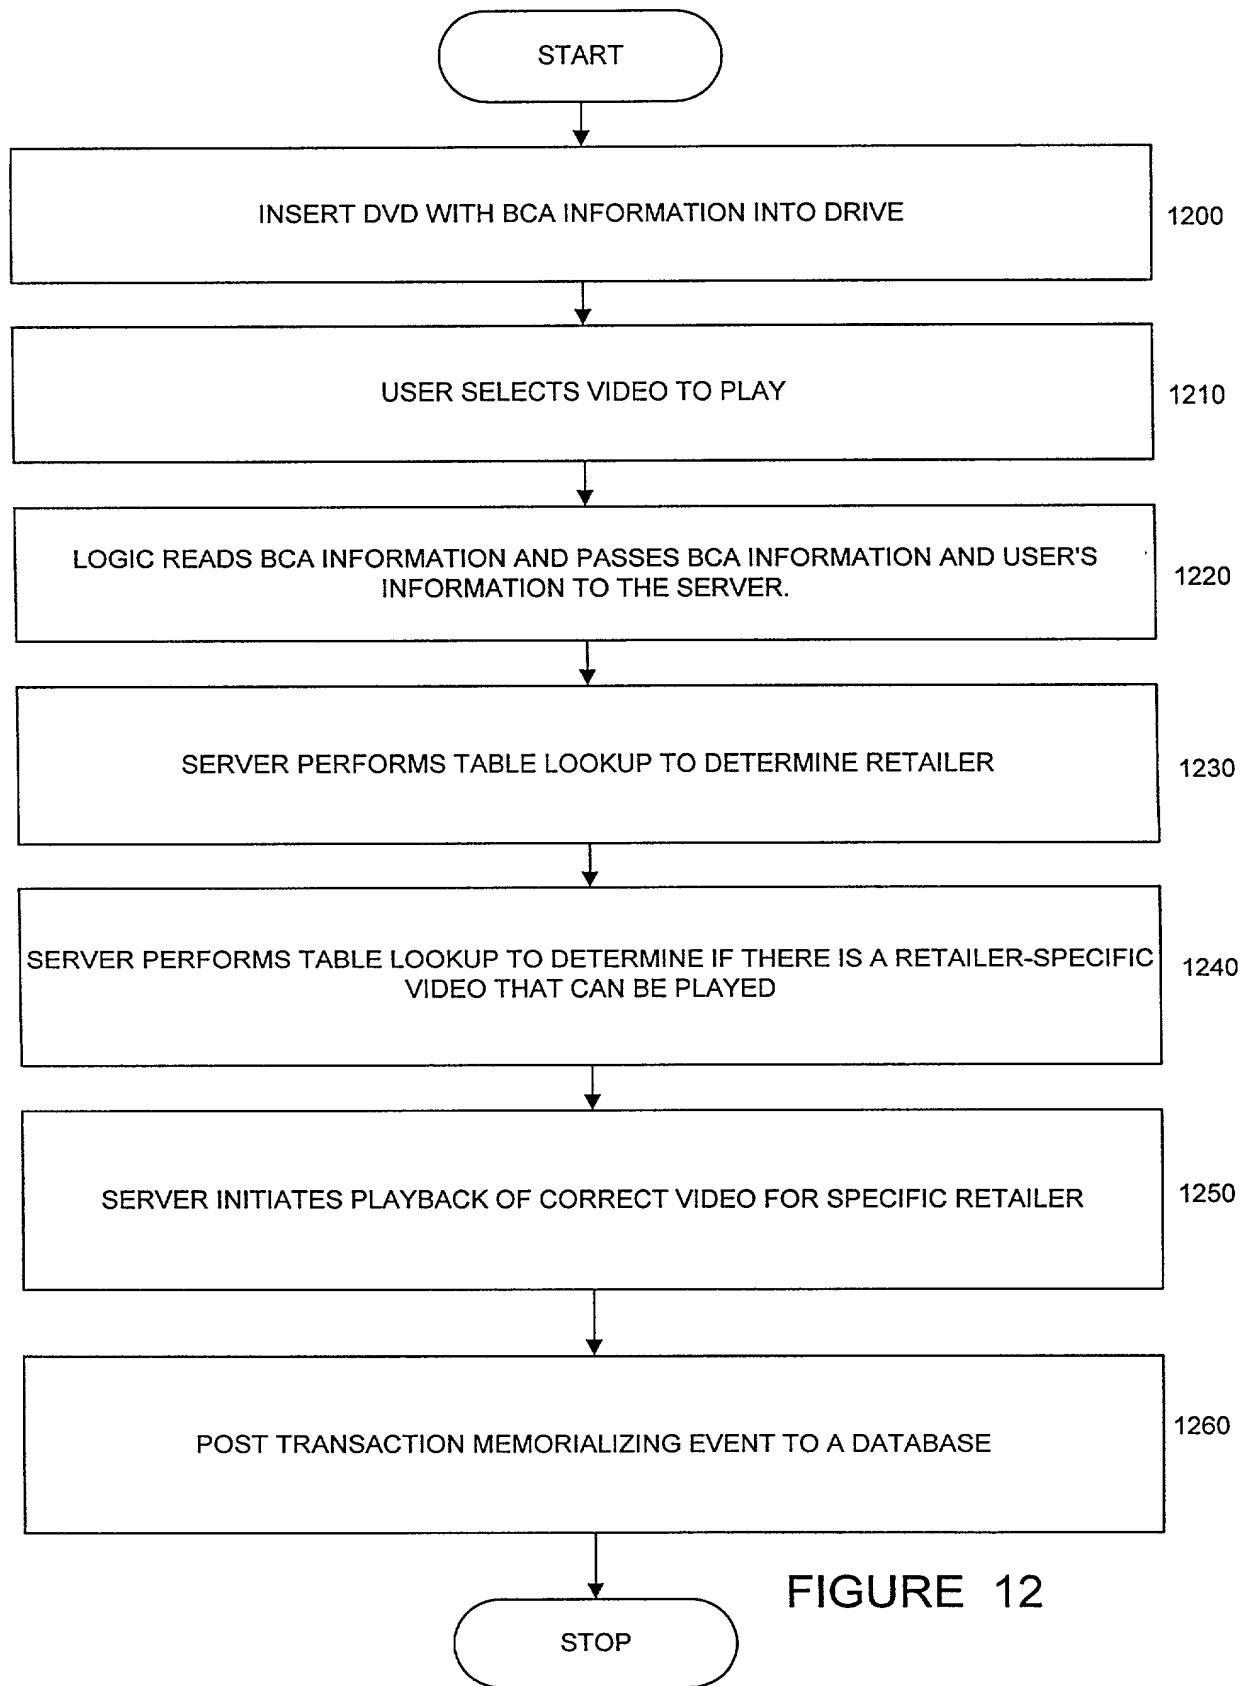 START
INSERT DVD WITH BCA INFORMATION INTO DRIVE
1200
USER SELECTS VIDEO TO PLAY
1210
LOGIC READS BCA INFORMATION AND PASSES BCA INFORMATION AND USER'S
INFORMATION TO THE SERVER.
1220
SERVER PERFORMS TABLE LOOKUP TO DETERMINE RETAILER
1230
SERVER PERFORMS TABLE LOOKUP TO DETERMINE IF THERE IS A RETAILER-SPECIFIC
VIDEO THAT CAN BE PLAYED
1240
SERVER INITIATES PLAYBACK OF CORRECT VIDEO FOR SPECIFIC RETAILER
1250
POST TRANSACTION MEMORIALIZING EVENT TO A DATABASE
1260
FIGURE 12
STOP